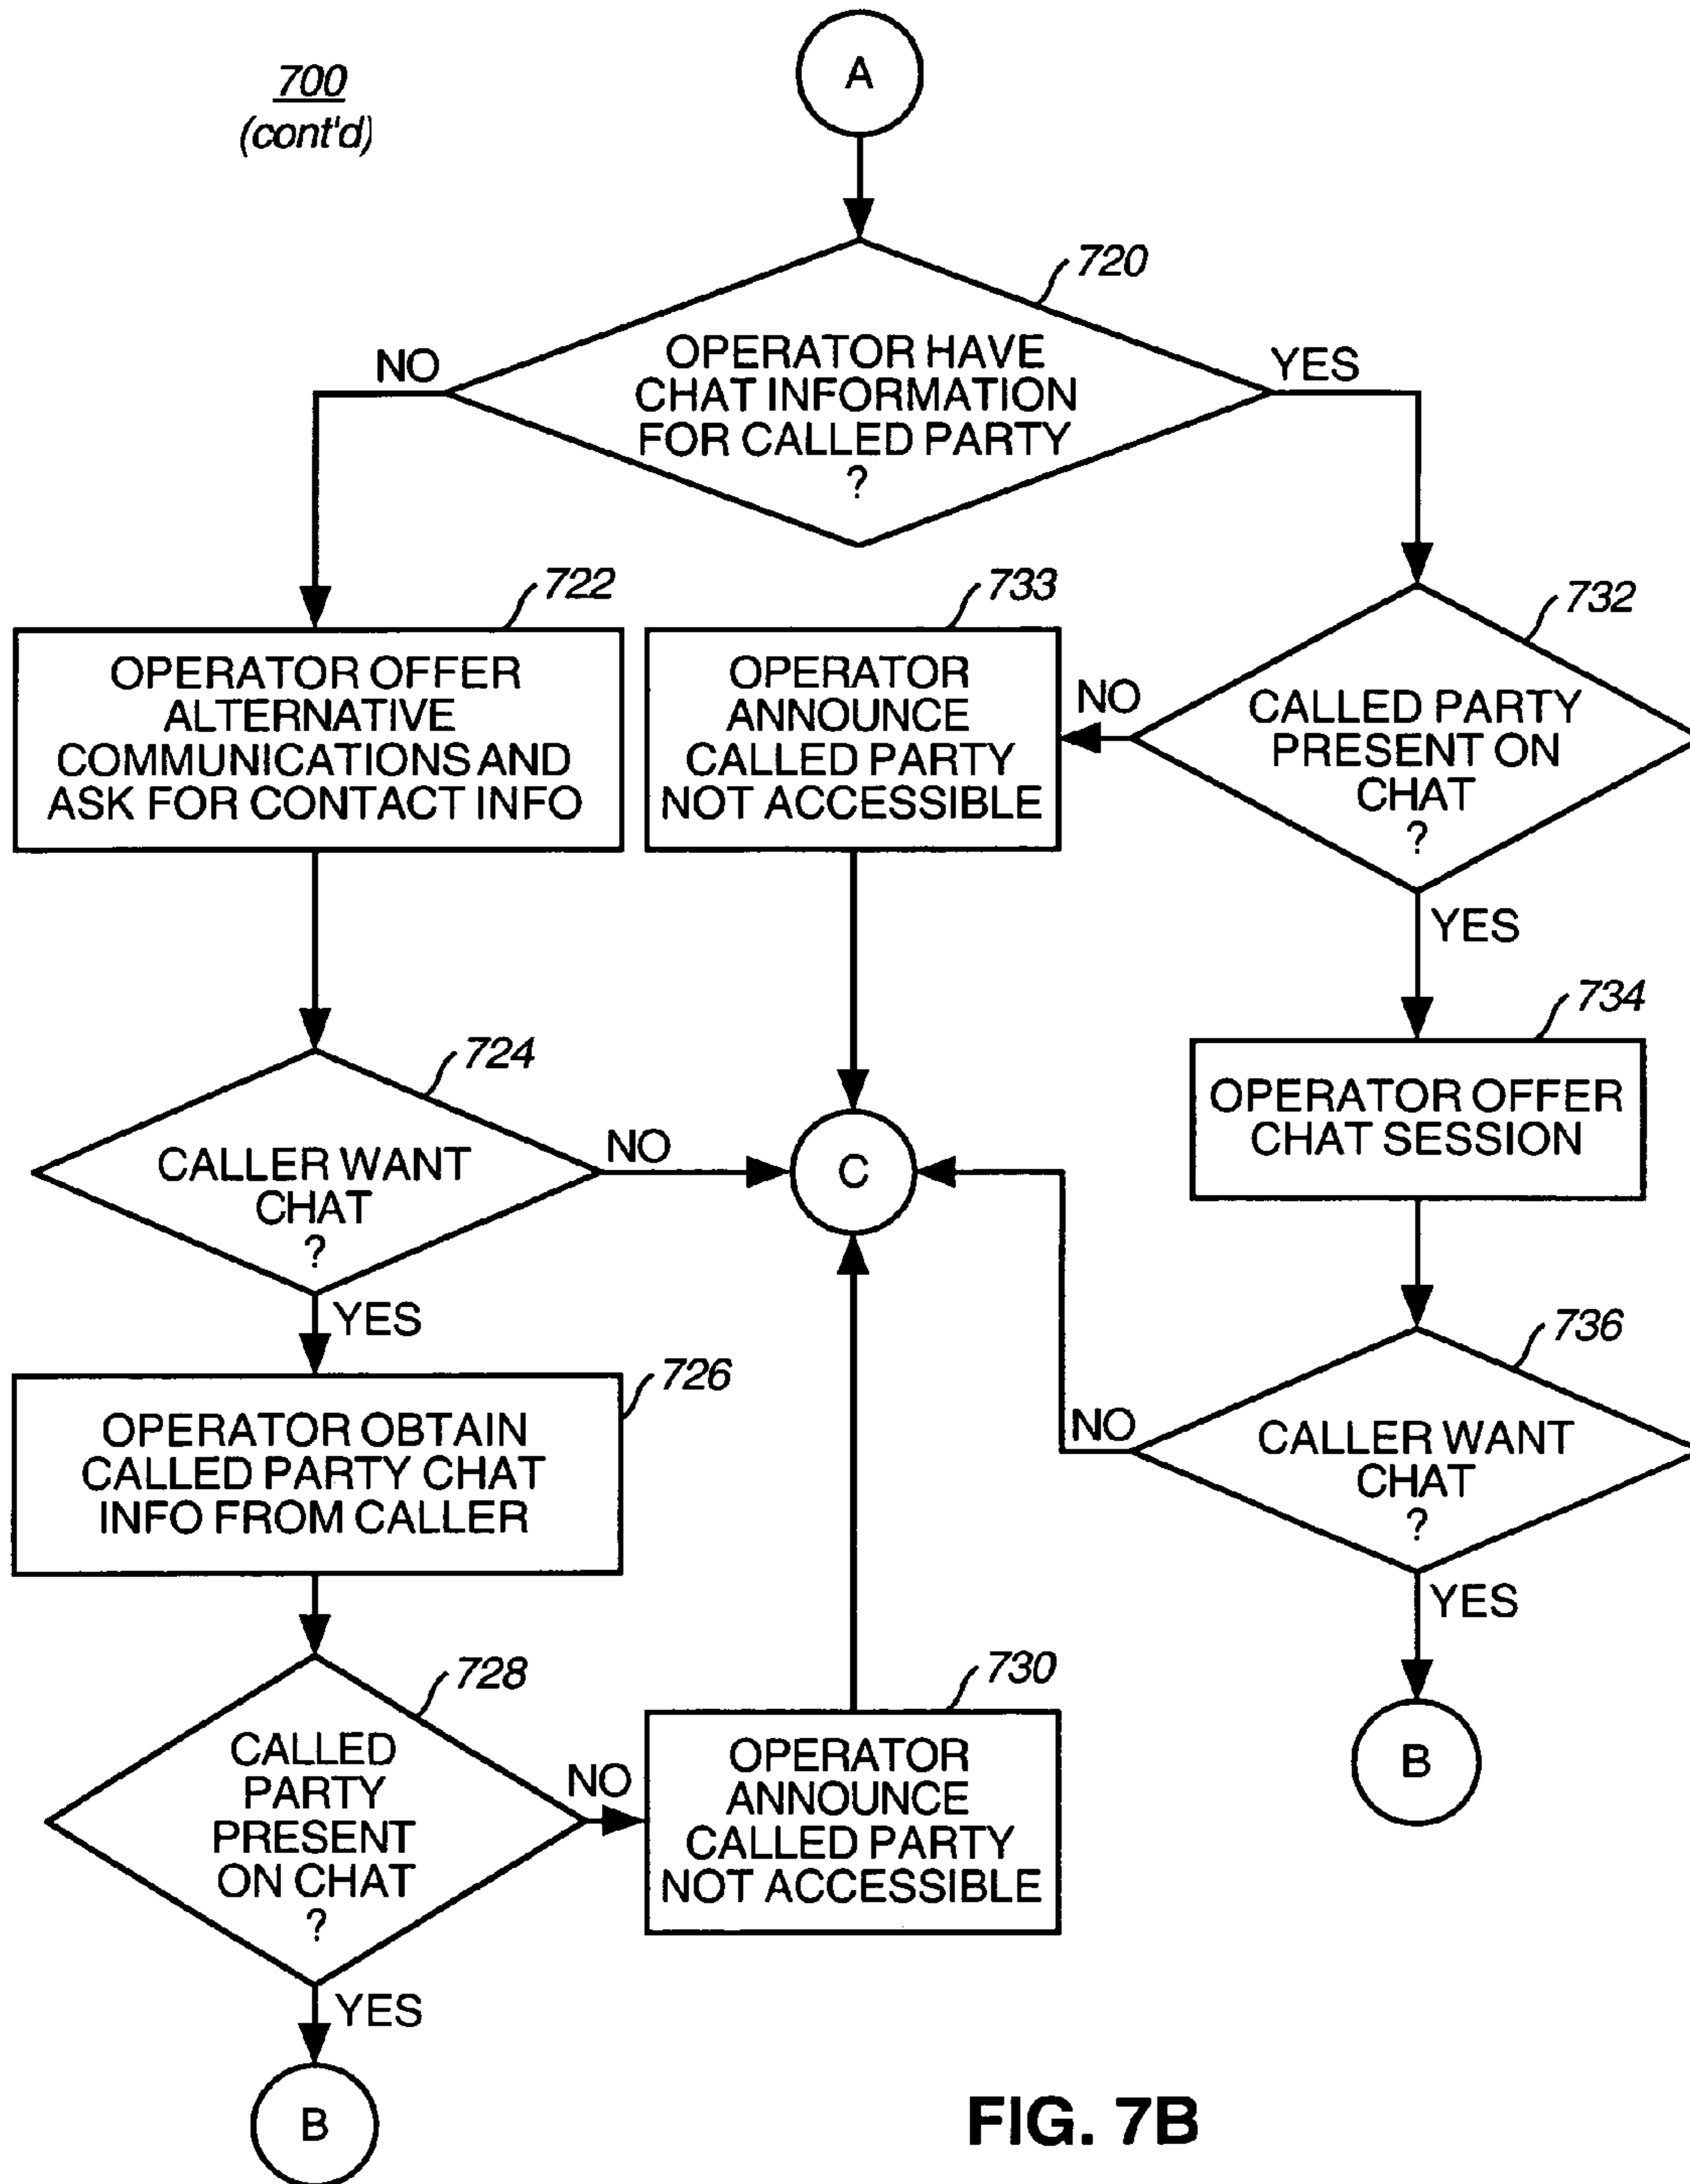 700
(cont'd)
A
720
OPERATOR HAVE
CHAT INFORMATION
FOR CALLED PARTY
?
NO
YES
722
OPERATOR OFFER
ALTERNATIVE
COMMUNICATIONS AND
ASK FOR CONTACT INFO
733
OPERATOR
ANNOUNCE
CALLED PARTY
NOT ACCESSIBLE
732
CALLED PARTY
PRESENT ON
CHAT
?
NO
YES
724
CALLER WANT
CHAT
?
NO
YES
C
734
OPERATOR OFFER
CHAT SESSION
736
CALLER WANT
CHAT
?
NO
YES
B
726
OPERATOR OBTAIN
CALLED PARTY CHAT
INFO FROM CALLER
728
CALLED
PARTY
PRESENT
ON CHAT
?
NO
YES
730
OPERATOR
ANNOUNCE
CALLED PARTY
NOT ACCESSIBLE
B
FIG. 7B